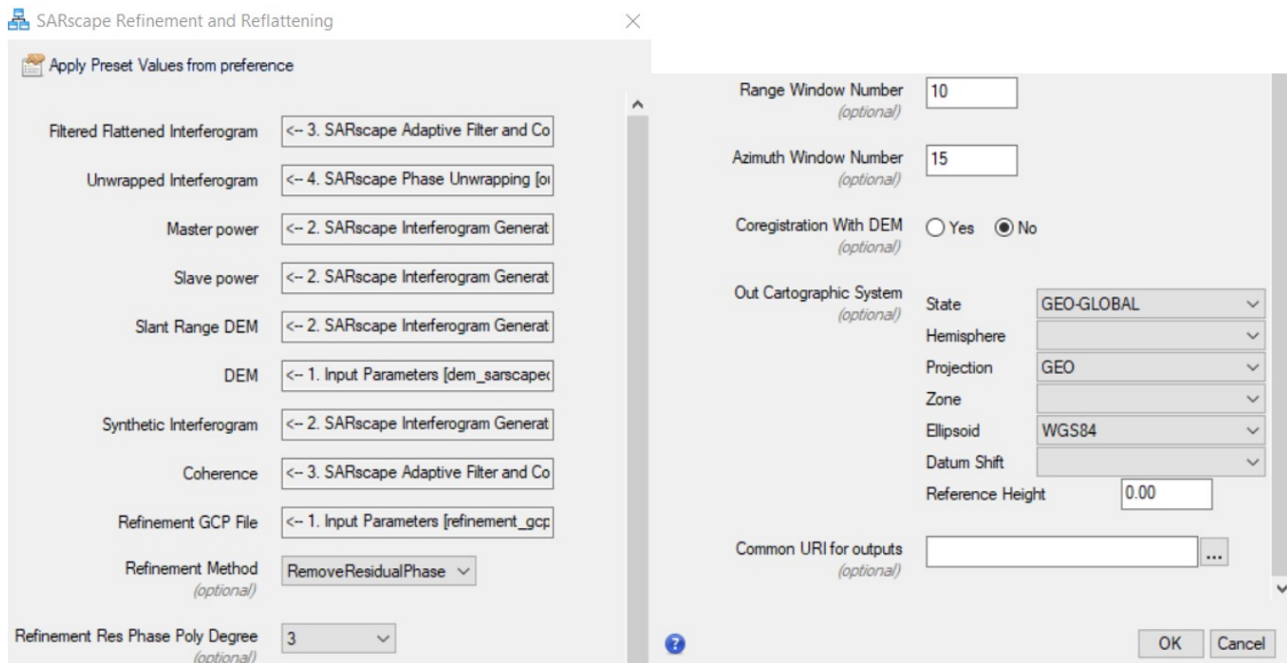 SARscape Refinement and Reflattening
Apply Preset Values from preference
Filtered Flattened Interferogram <-- 3. SARscape Adaptive Filter and Co
Unwrapped Interferogram <-- 4. SARscape Phase Unwrapping [o
Master power <-- 2. SARscape Interferogram Generat
Slave power <-- 2. SARscape Interferogram Generat
Slant Range DEM <-- 2. SARscape Interferogram Generat
DEM <-- 1. Input Parameters [dem_sarscape
Synthetic Interferogram <-- 2. SARscape Interferogram Generat
Coherence <-- 3. SARscape Adaptive Filter and Co
Refinement GCP File <-- 1. Input Parameters [refinement_gcp
Refinement Method RemoveResidualPhase
(optional)
Refinement Res Phase Poly Degree 3
(optional)
Range Window Number 10
(optional)
Azimuth Window Number 15
(optional)
Coregistration With DEM Yes No
(optional)
Out Cartographic System
(optional)
State GEO-GLOBAL
Hemisphere
Projection GEO
Zone
Ellipsoid WGS84
Datum Shift
Reference Height 0.00
Common URI for outputs ...
(optional)
OK Cancel